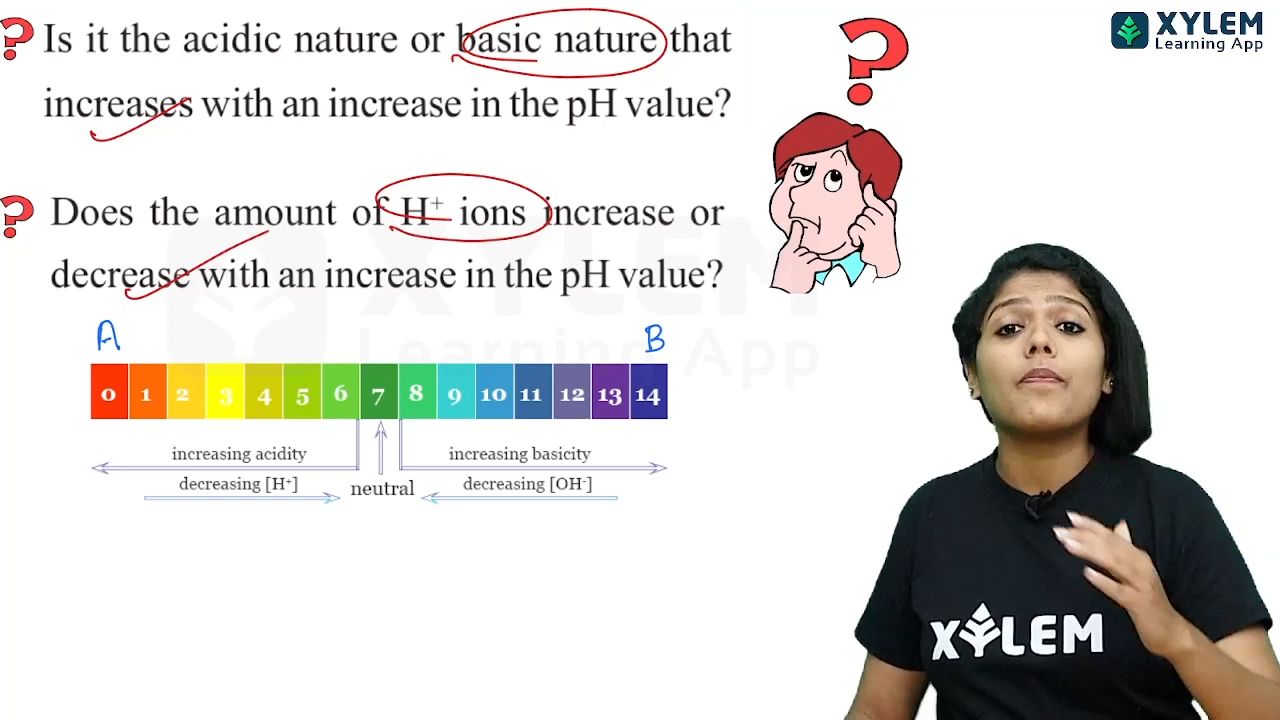 XYLEM
Learning App
? Is it the acidic nature or basic nature that
increases with an increase in the pH value?
? Does the amount of H⁺ ions increase or
decrease with an increase in the pH value?
?
XYLEM
Learning App
A B
0 1 2 3 4 5 6 7 8 9 10 11 12 13 14
increasing acidity increasing basicity
decreasing [H⁺] neutral decreasing [OH⁻]
XYLEM